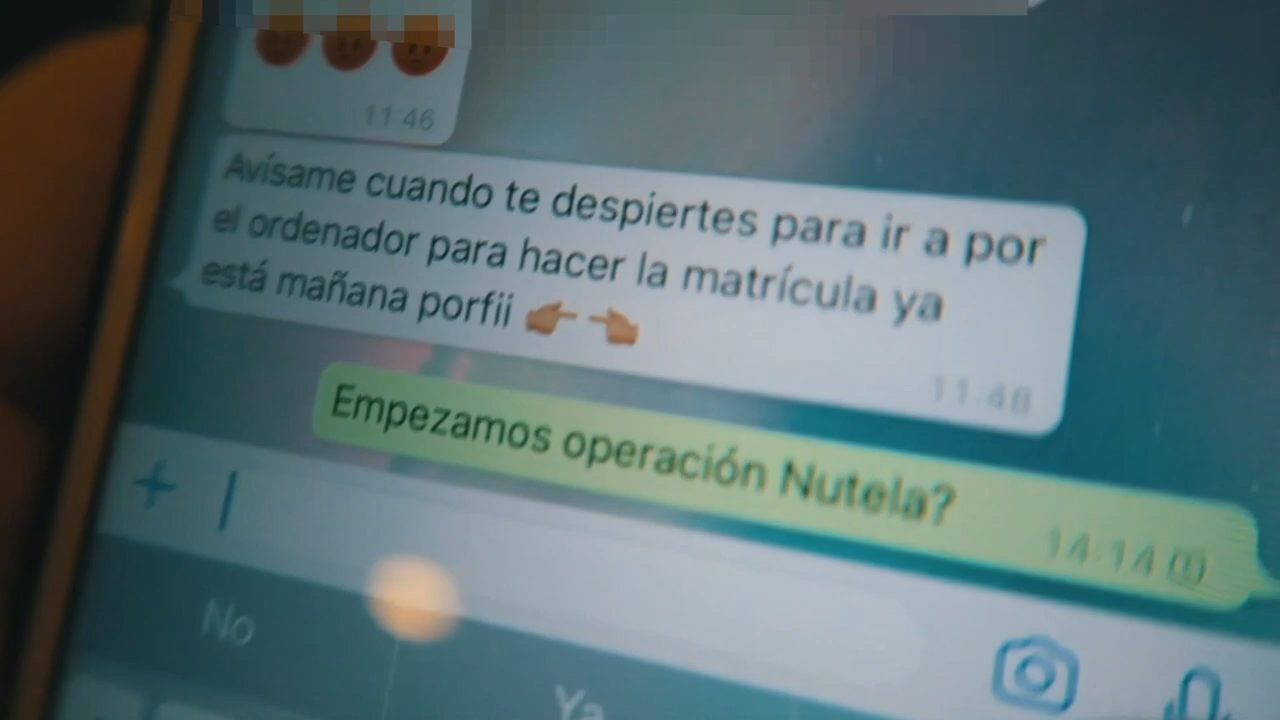 11:46
Avísame cuando te despiertes para ir a por
el ordenador para hacer la matrícula ya
está mañana porfii
11:46
Empezamos operación Nutela?
14:14
No
Ya